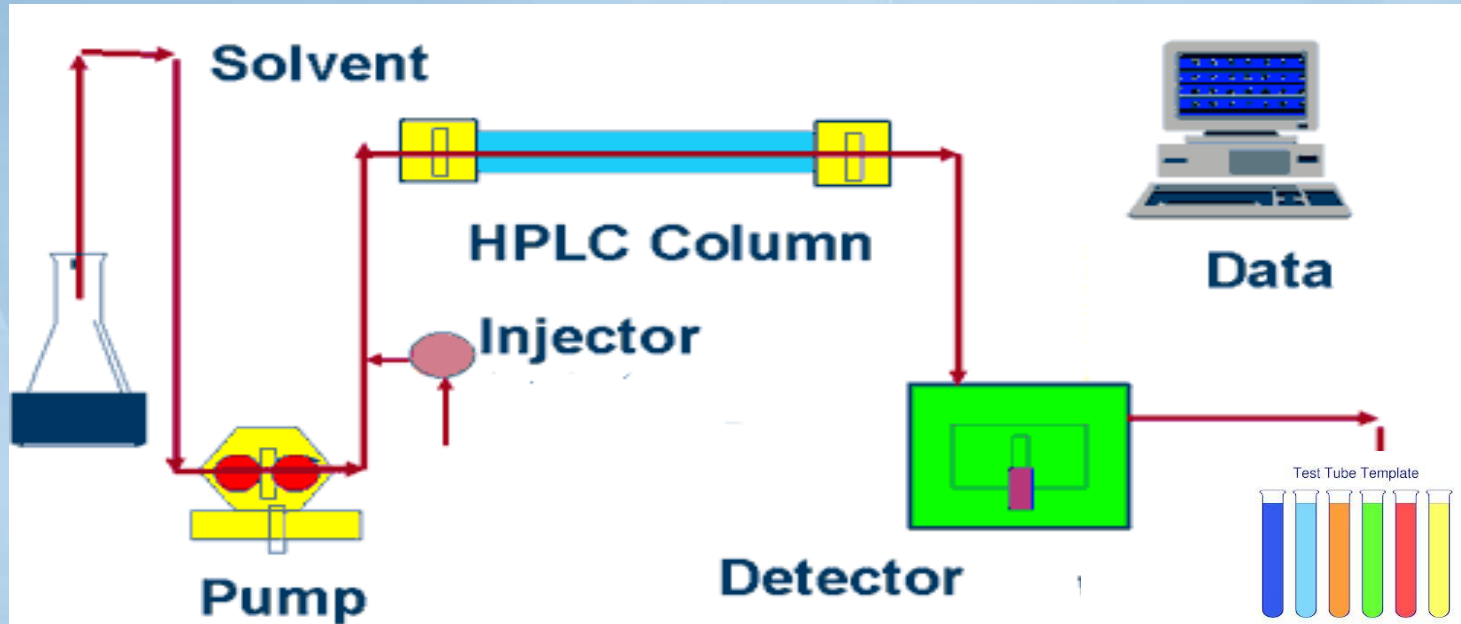 Solvent
HPLC Column
Data
Injector
Test Tube Template
Detector
Pump